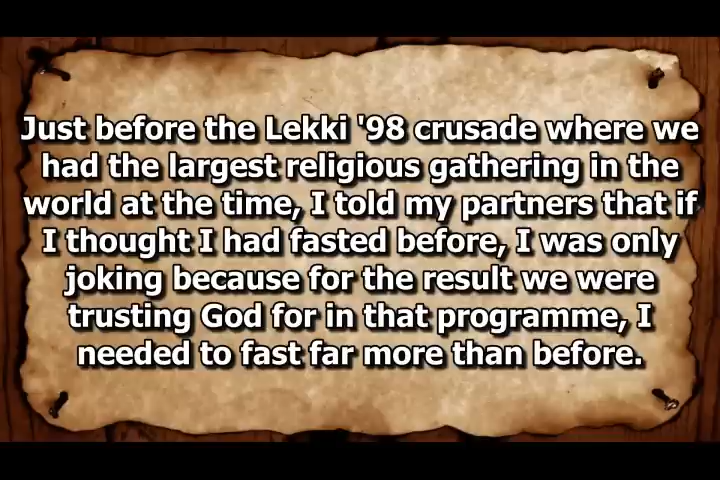 Just before the Lekki '98 crusade where we
had the largest religious gathering in the
world at the time, I told my partners that if
I thought I had fasted before, I was only
joking because for the result we were
trusting God for in that programme, I
needed to fast far more than before.